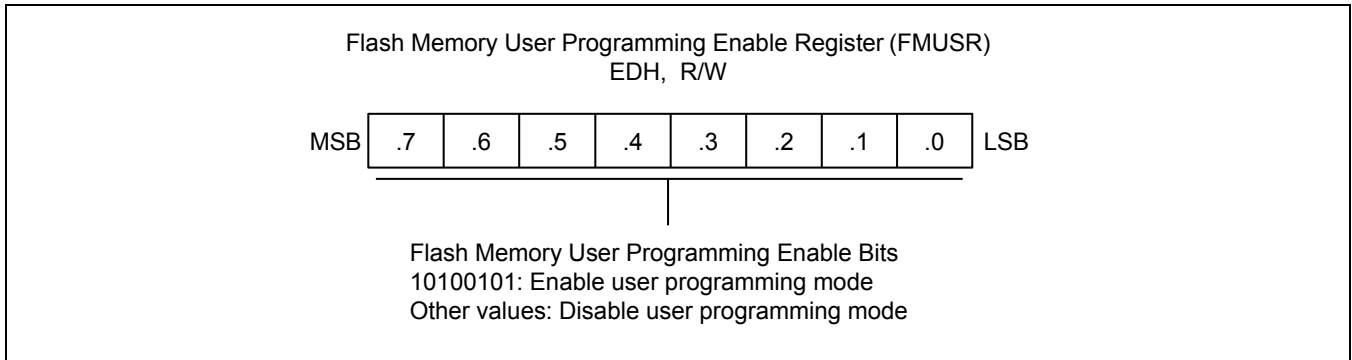 Flash Memory User Programming Enable Register (FMUSR)
EDH, R/W
MSB .7 .6 .5 .4 .3 .2 .1 .0 LSB
Flash Memory User Programming Enable Bits
10100101: Enable user programming mode
Other values: Disable user programming mode